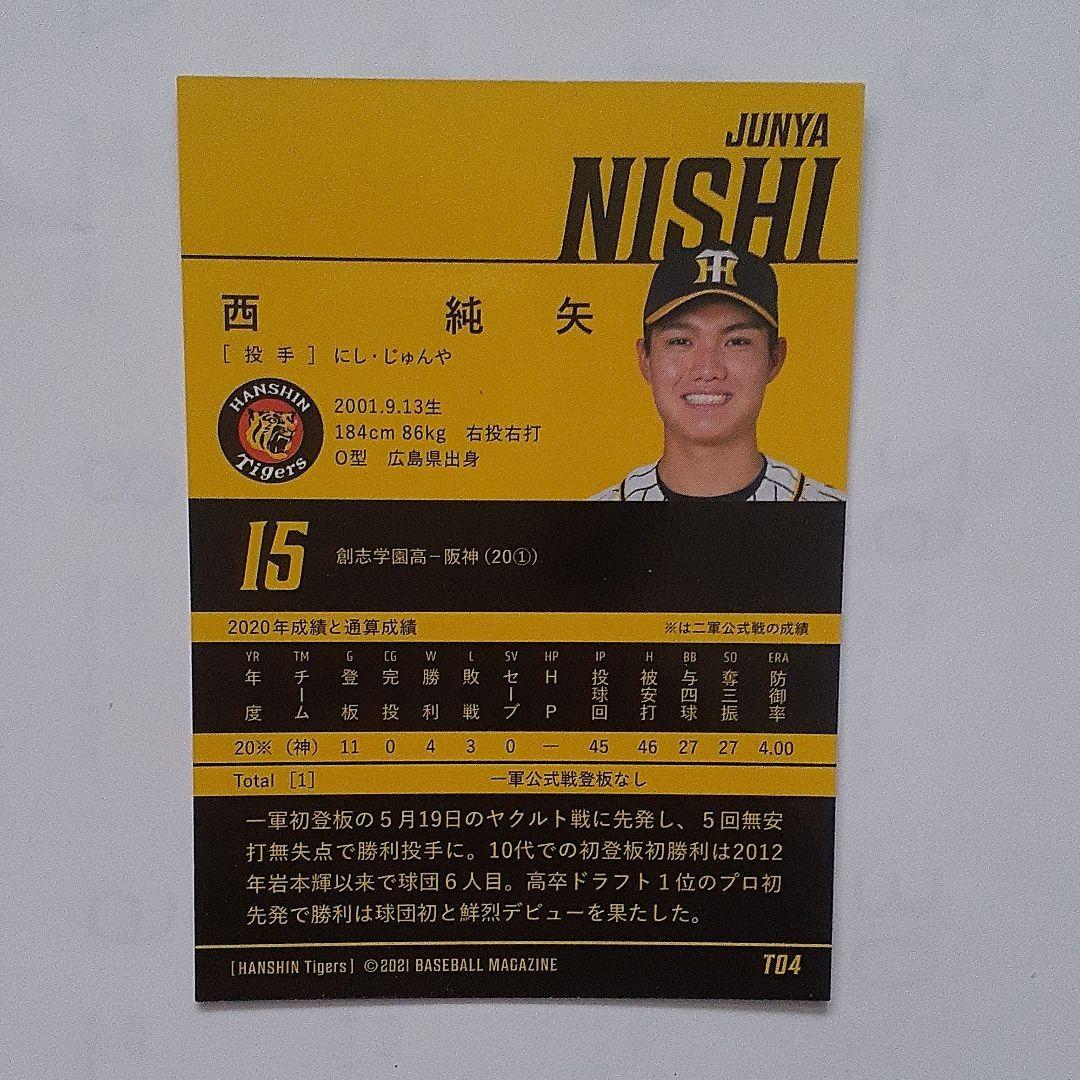 JUNYA
NISHI
西 純 矢
［ 投 手 ］ にし・じゅんや
HANSHIN
Tigers
2001.9.13生
184cm 86kg 右投右打
O型 広島県出身
15 創志学園高－阪神(20①)
2020年成績と通算成績 ※は二軍公式戦の成績
YR TM G CG W L SV HP IP H BB SO ERA
年度 チーム 登板 完投 勝利 敗戦 セーブ HP 投球回 被安打 与四球 奪三振 防御率
20※ （神） 11 0 4 3 0 — 45 46 27 27 4.00
Total ［1］ 一軍公式戦登板なし
一軍初登板の５月19日のヤクルト戦に先発し、５回無安
打無失点で勝利投手に。10代での初登板初勝利は2012
年岩本輝以来で球団６人目。高卒ドラフト１位のプロ初
先発で勝利は球団初と鮮烈デビューを果たした。
[HANSHIN Tigers] ©2021 BASEBALL MAGAZINE T04